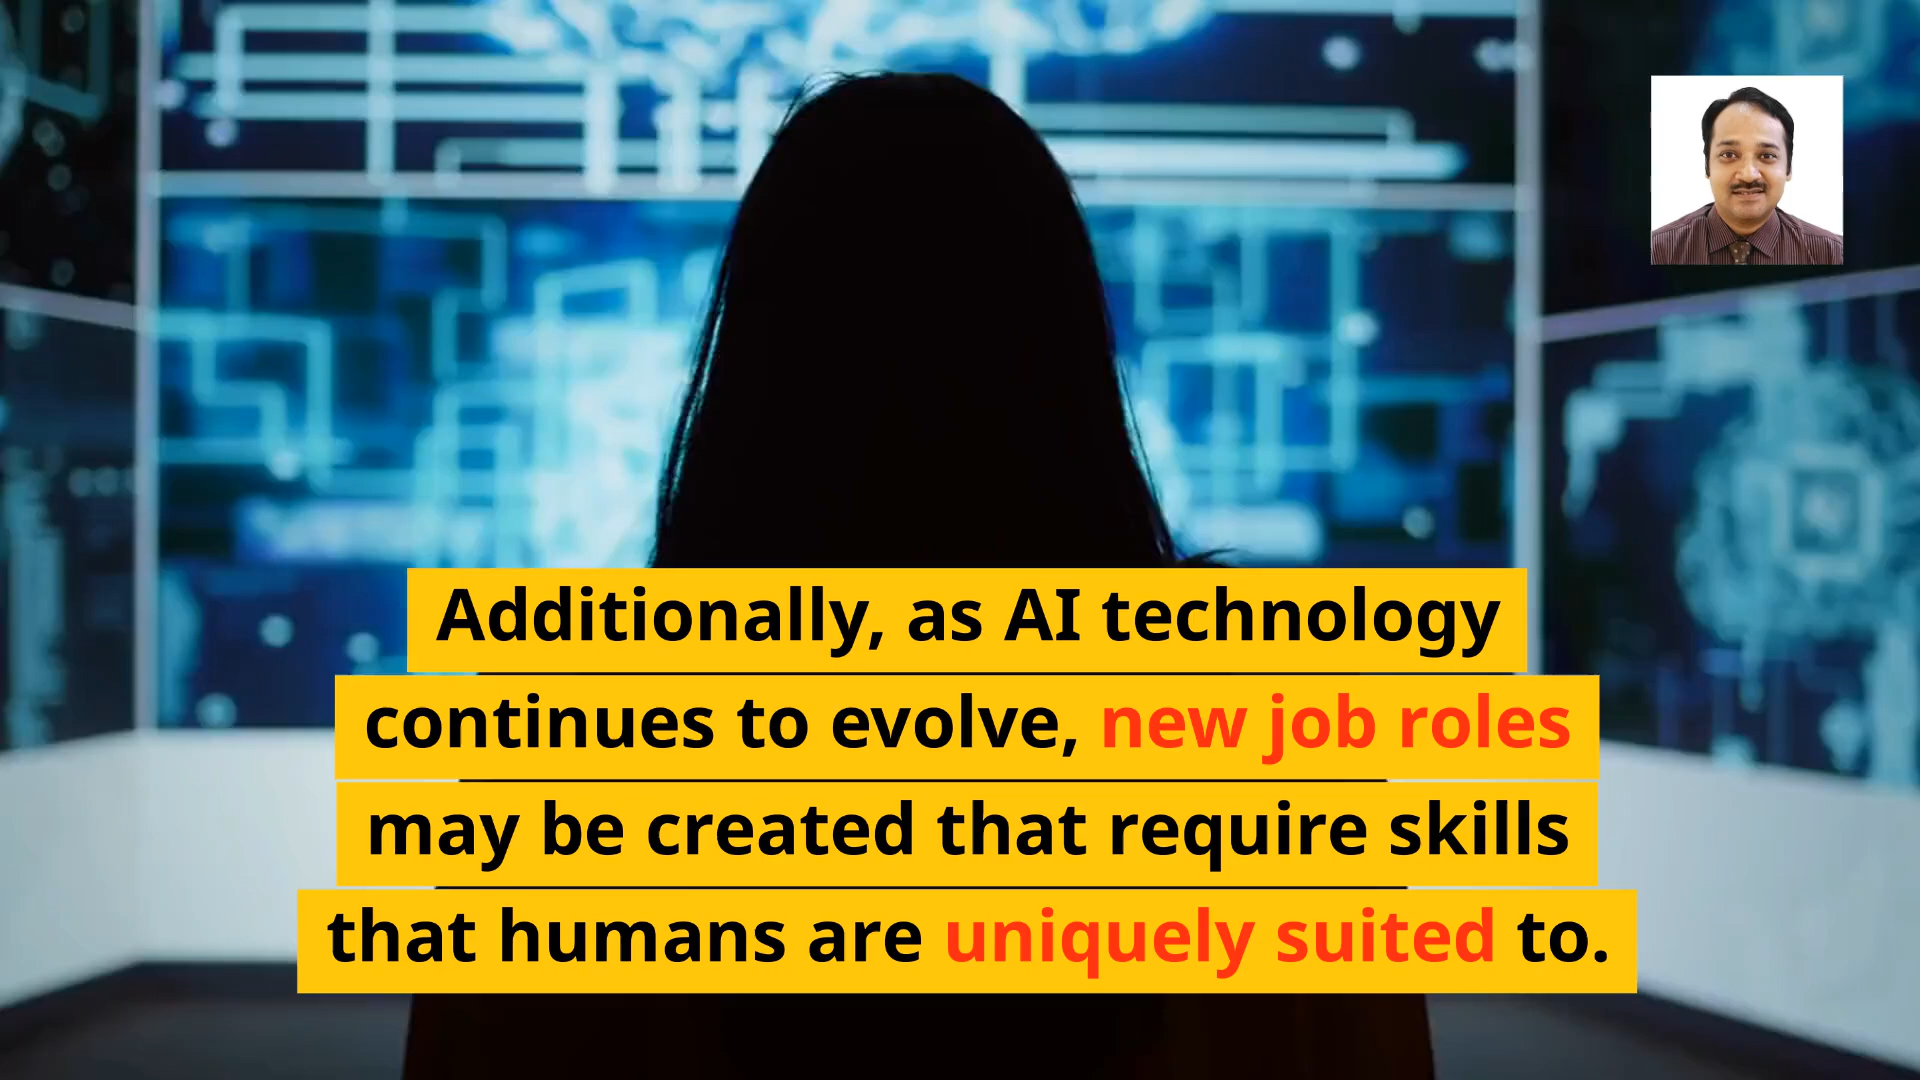 Additionally, as AI technology
continues to evolve, new job roles
may be created that require skills
that humans are uniquely suited to.